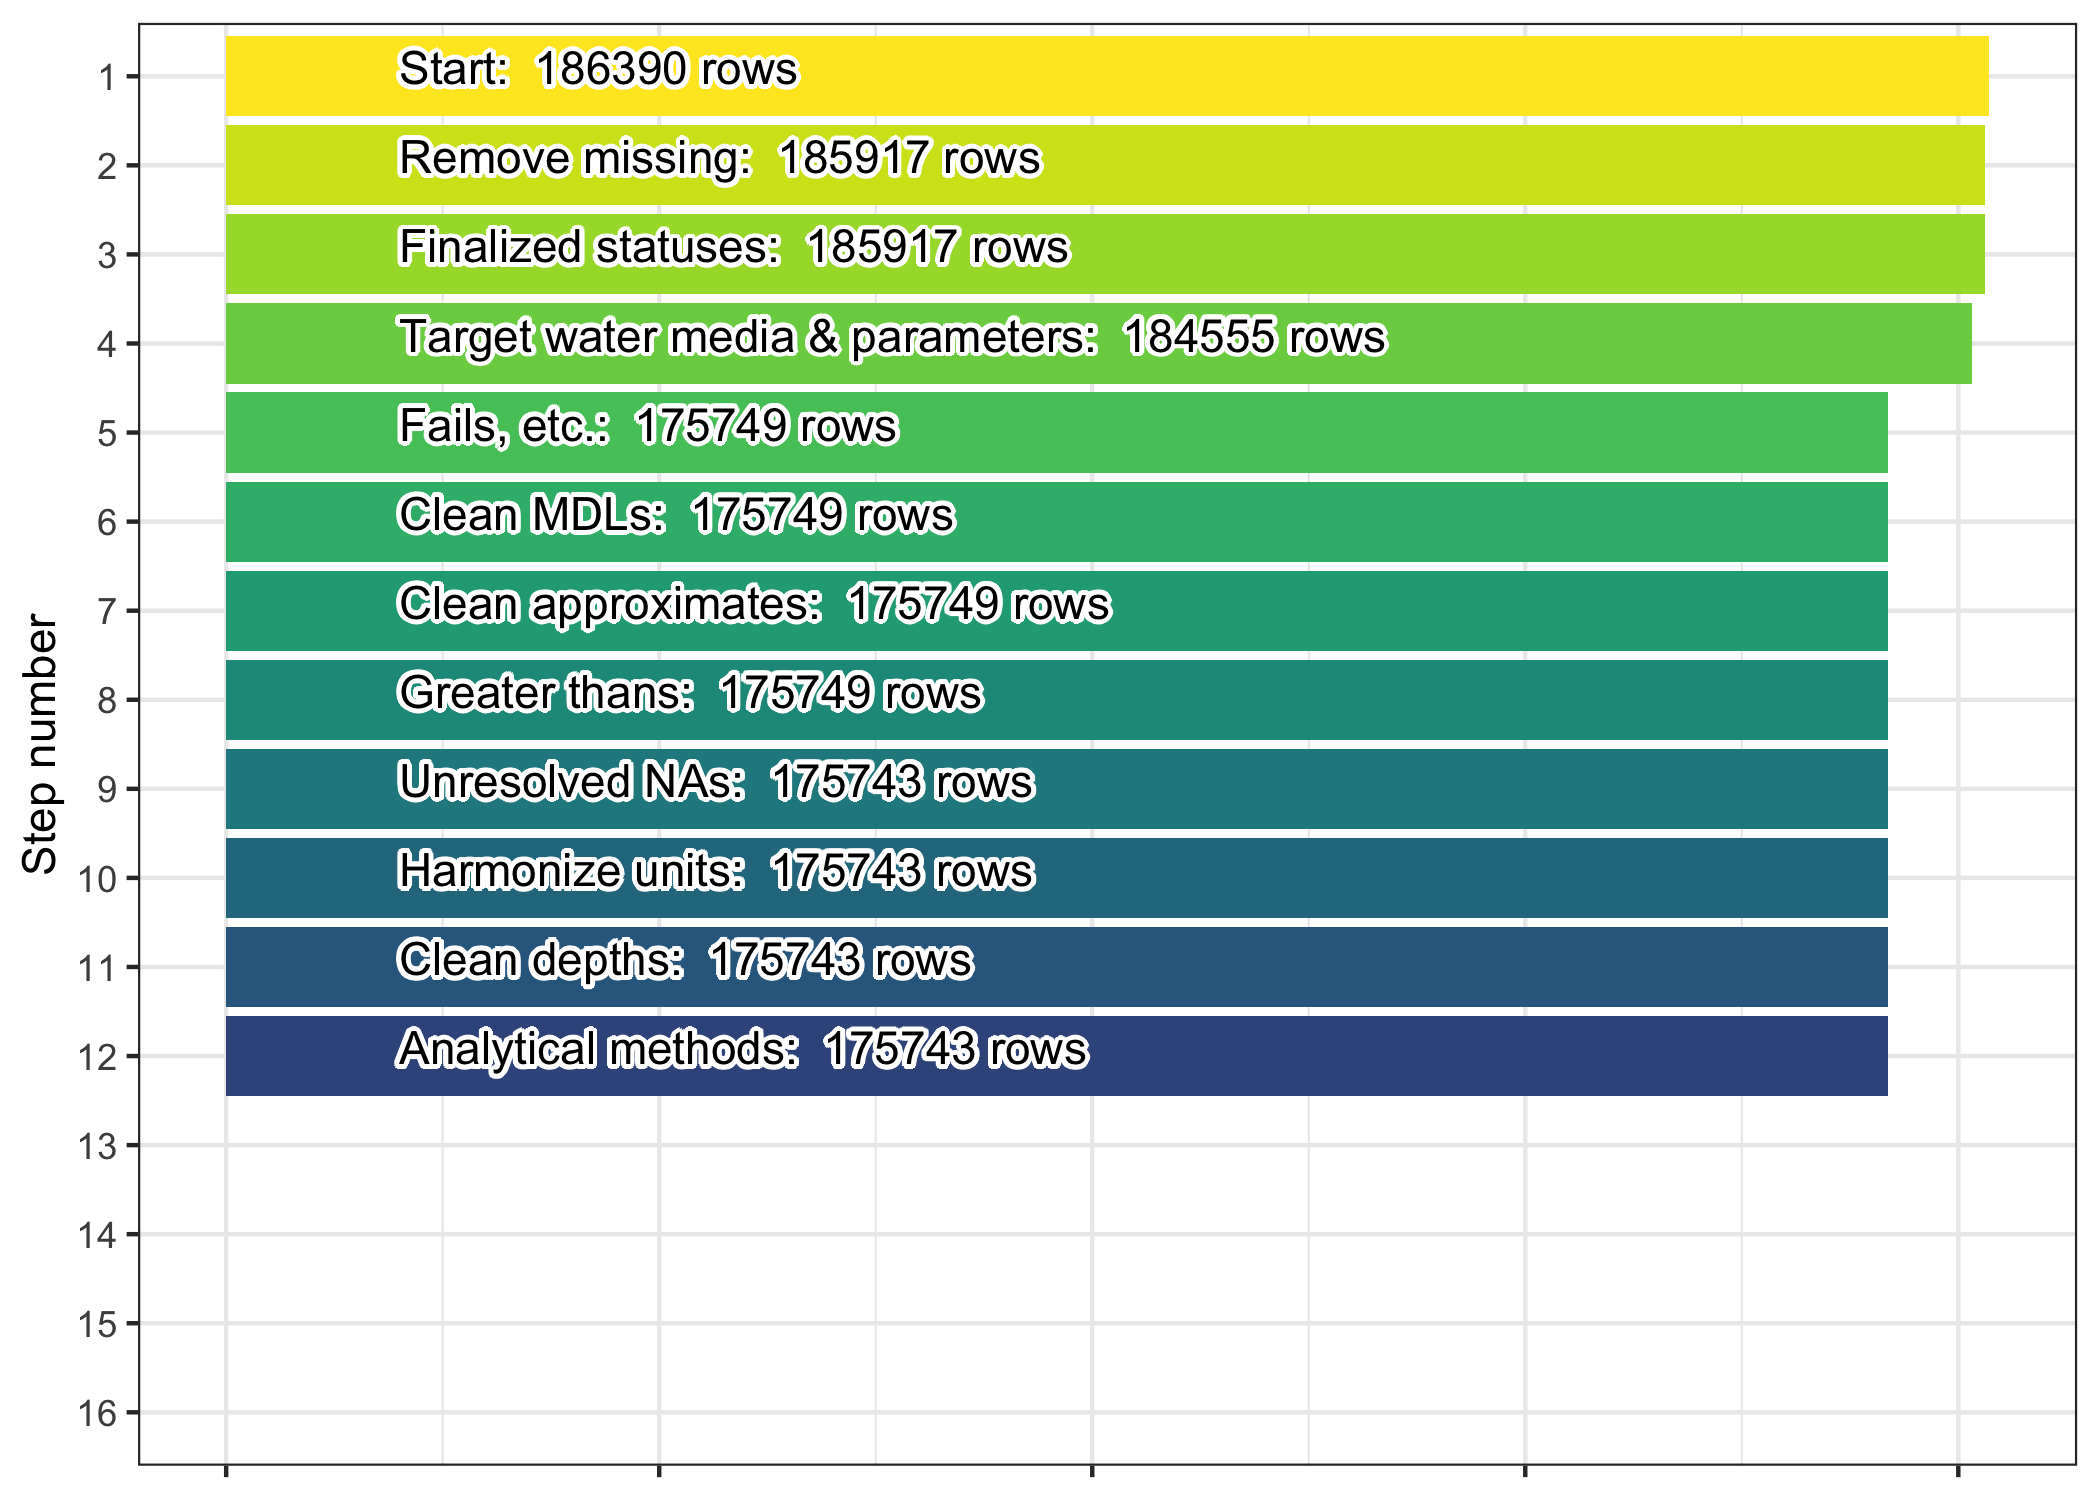 Step number
1
Start:  186390 rows
2
Remove missing:  185917 rows
3
Finalized statuses:  185917 rows
4
Target water media & parameters:  184555 rows
5
Fails, etc.:  175749 rows
6
Clean MDLs:  175749 rows
7
Clean approximates:  175749 rows
8
Greater thans:  175749 rows
9
Unresolved NAs:  175743 rows
10
Harmonize units:  175743 rows
11
Clean depths:  175743 rows
12
Analytical methods:  175743 rows
13
14
15
16